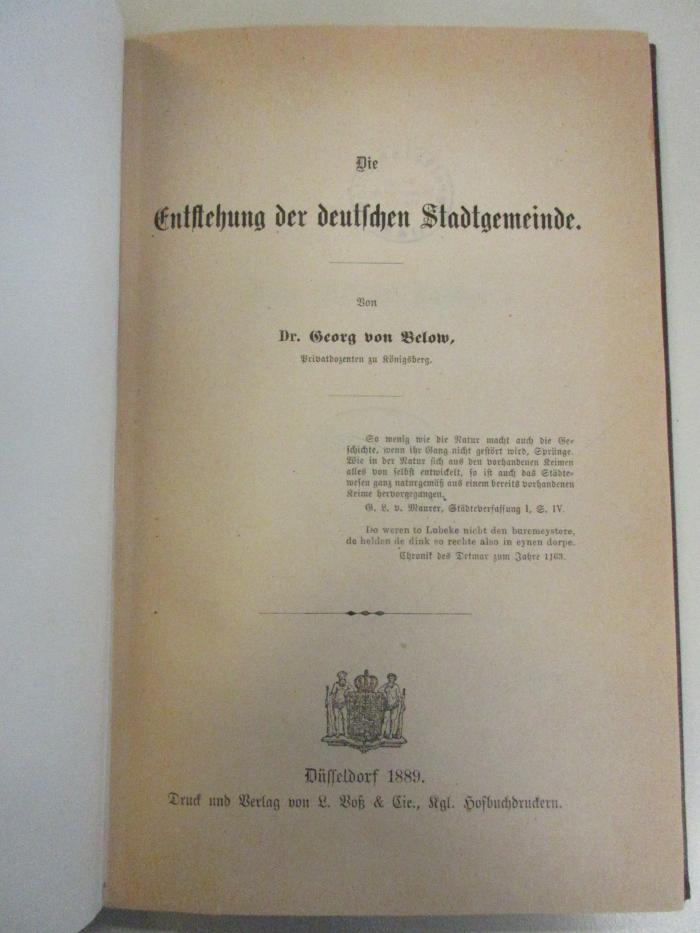 Die
Entstehung der deutschen Stadtgemeinde.
Von
Dr. Georg von Below,
Privatdozenten zu Königsberg.
So wenig wie die Natur macht auch die Ge-
schichte, wenn ihr Gang nicht gestört wird, Sprünge.
Wie in der Natur sich aus den vorhandenen Keimen
alles von selbst entwickelt, so ist auch das Städte-
wesen ganz naturgemäß aus einem bereits vorhandenen
Keime hervorgegangen.
G. L. v. Maurer, Städteverfassung I, S. IV.
Do weren to Lubeke nicht den buremeystere,
do helden de dink so rechte also in eynen dorpe.
Chronik des Detmar zum Jahre 1163.
Düsseldorf 1889.
Druck und Verlag von L. Voß & Cie., Kgl. Hofbuchdruckern.